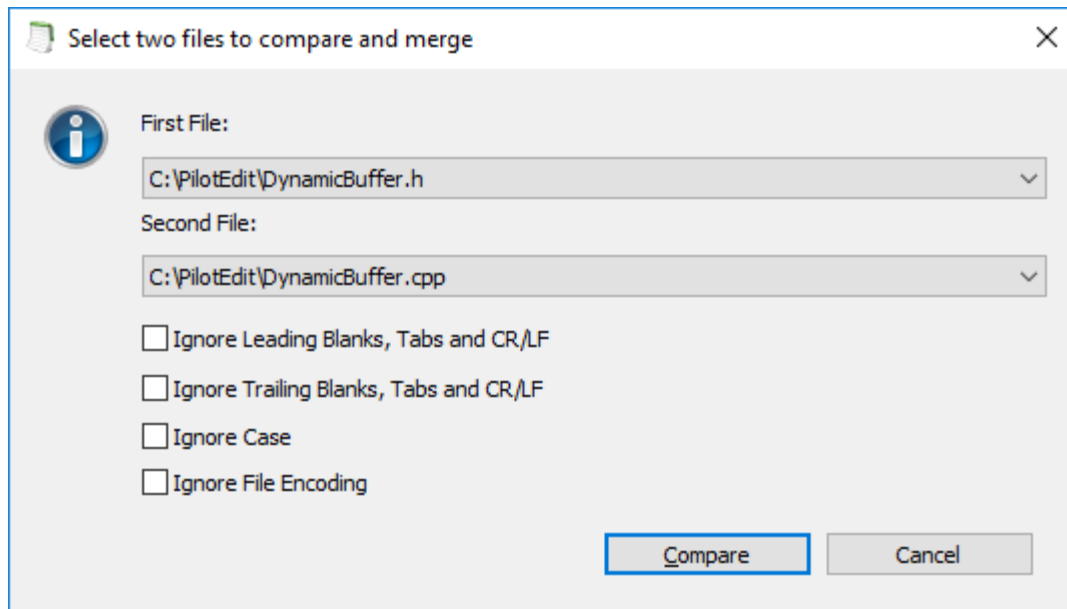 Select two files to compare and merge
First File:
C:\PilotEdit\DynamicBuffer.h
Second File:
C:\PilotEdit\DynamicBuffer.cpp
Ignore Leading Blanks, Tabs and CR/LF
Ignore Trailing Blanks, Tabs and CR/LF
Ignore Case
Ignore File Encoding
Compare Cancel